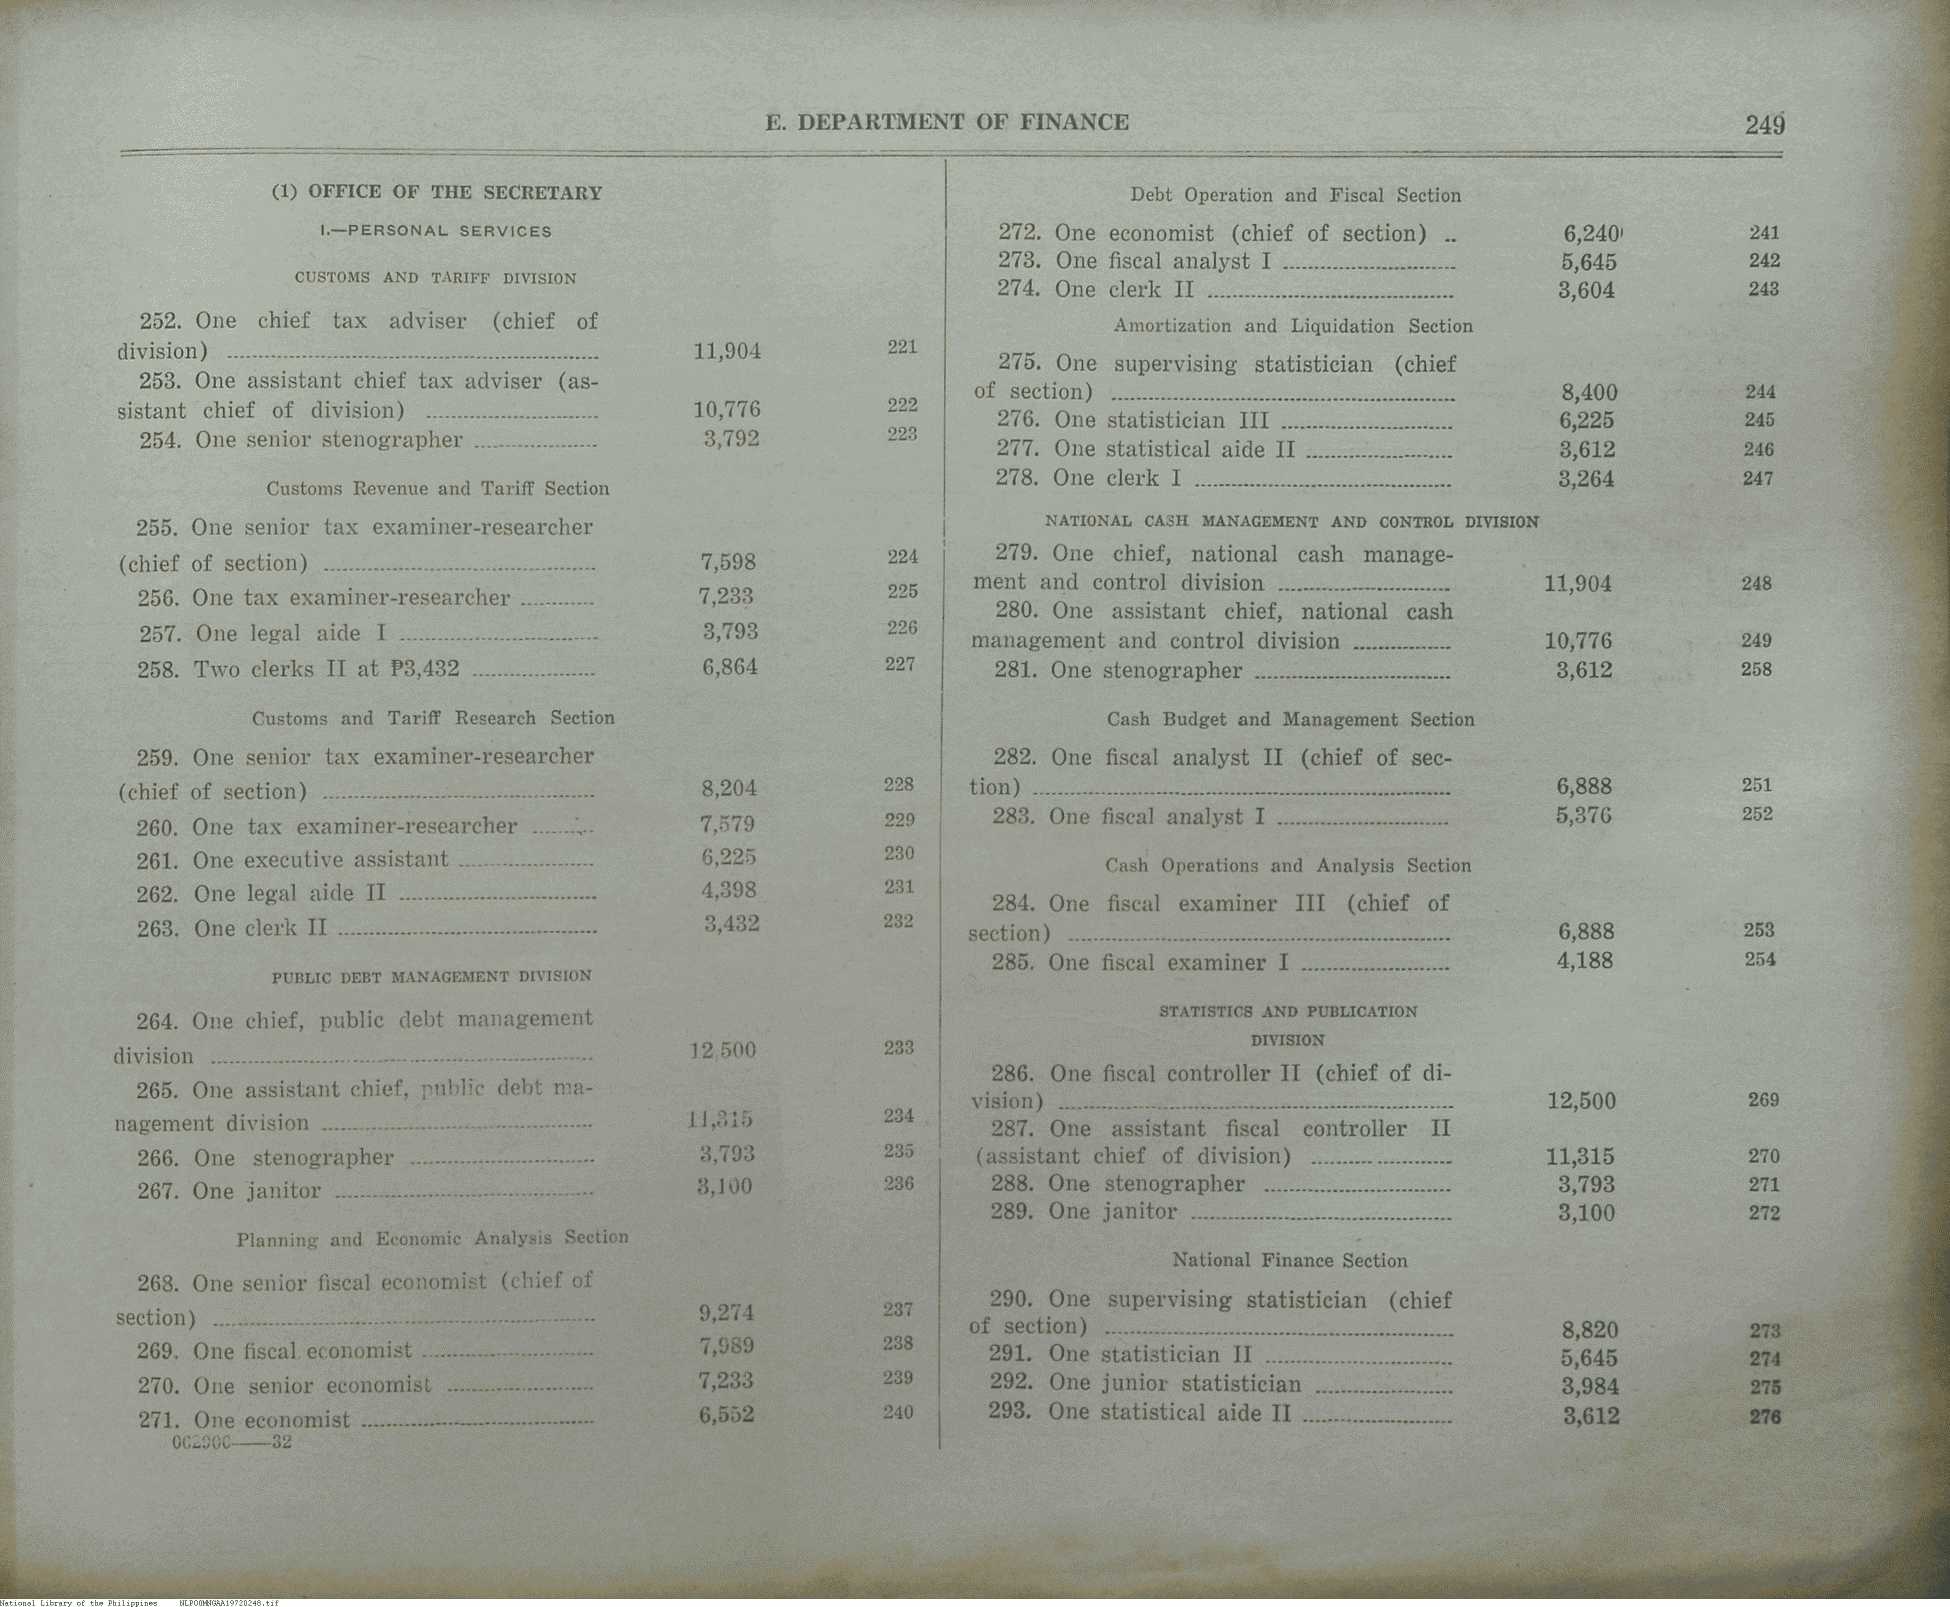 E. DEPARTMENT OF FINANCE 249
(1) OFFICE OF THE SECRETARY
I.—PERSONAL SERVICES
CUSTOMS AND TARIFF DIVISION
252. One chief tax adviser (chief of
division) 11,904 221
253. One assistant chief tax adviser (as-
sistant chief of division) 10,776 222
254. One senior stenographer 3,792 223
Customs Revenue and Tariff Section
255. One senior tax examiner-researcher
(chief of section) 7,598 224
256. One tax examiner-researcher 7,233 225
257. One legal aide I 3,793 226
258. Two clerks II at ₱3,432 6,864 227
Customs and Tariff Research Section
259. One senior tax examiner-researcher
(chief of section) 8,204 228
260. One tax examiner-researcher 7,579 229
261. One executive assistant 6,225 230
262. One legal aide II 4,398 231
263. One clerk II 3,432 232
PUBLIC DEBT MANAGEMENT DIVISION
264. One chief, public debt management
division 12,500 233
265. One assistant chief, public debt ma-
nagement division 11,315 234
266. One stenographer 3,793 235
267. One janitor 3,100 236
Planning and Economic Analysis Section
268. One senior fiscal economist (chief of
section) 9,274 237
269. One fiscal economist 7,989 238
270. One senior economist 7,233 239
271. One economist 6,552 240
Debt Operation and Fiscal Section
272. One economist (chief of section) .. 6,240 241
273. One fiscal analyst I 5,645 242
274. One clerk II 3,604 243
Amortization and Liquidation Section
275. One supervising statistician (chief
of section) 8,400 244
276. One statistician III 6,225 245
277. One statistical aide II 3,612 246
278. One clerk I 3,264 247
NATIONAL CASH MANAGEMENT AND CONTROL DIVISION
279. One chief, national cash manage-
ment and control division 11,904 248
280. One assistant chief, national cash
management and control division 10,776 249
281. One stenographer 3,612 258
Cash Budget and Management Section
282. One fiscal analyst II (chief of sec-
tion) 6,888 251
283. One fiscal analyst I 5,376 252
Cash Operations and Analysis Section
284. One fiscal examiner III (chief of
section) 6,888 253
285. One fiscal examiner I 4,188 254
STATISTICS AND PUBLICATION
DIVISION
286. One fiscal controller II (chief of di-
vision) 12,500 269
287. One assistant fiscal controller II
(assistant chief of division) 11,315 270
288. One stenographer 3,793 271
289. One janitor 3,100 272
National Finance Section
290. One supervising statistician (chief
of section) 8,820 273
291. One statistician II 5,645 274
292. One junior statistician 3,984 275
293. One statistical aide II 3,612 276
National Library of the Philippines NLPO0MNGAA19720248.tif